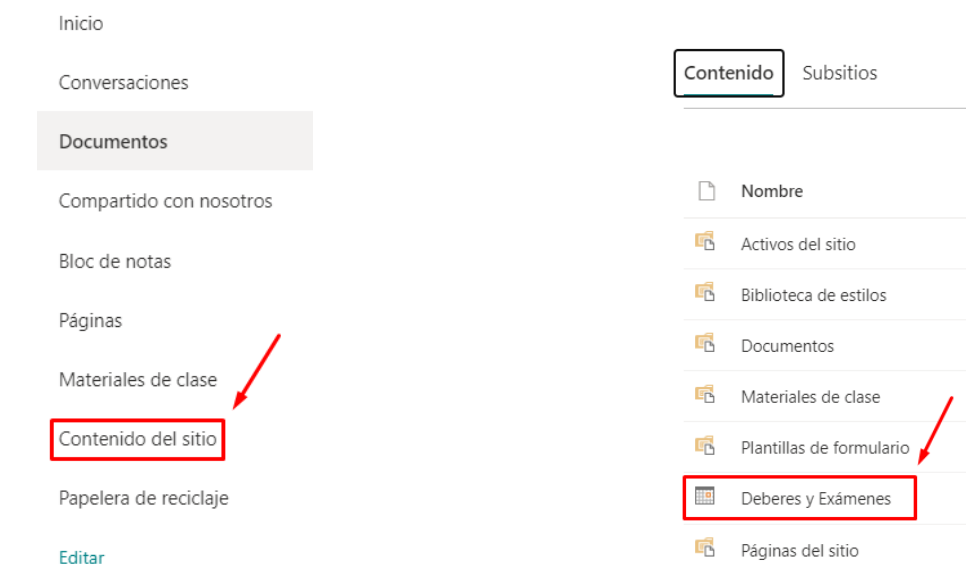 Inicio
Conversaciones
Documentos
Compartido con nosotros
Bloc de notas
Páginas
Materiales de clase
Contenido del sitio
Papelera de reciclaje
Editar
Contenido Subsitios
Nombre
Activos del sitio
Biblioteca de estilos
Documentos
Materiales de clase
Plantillas de formulario
Deberes y Exámenes
Páginas del sitio